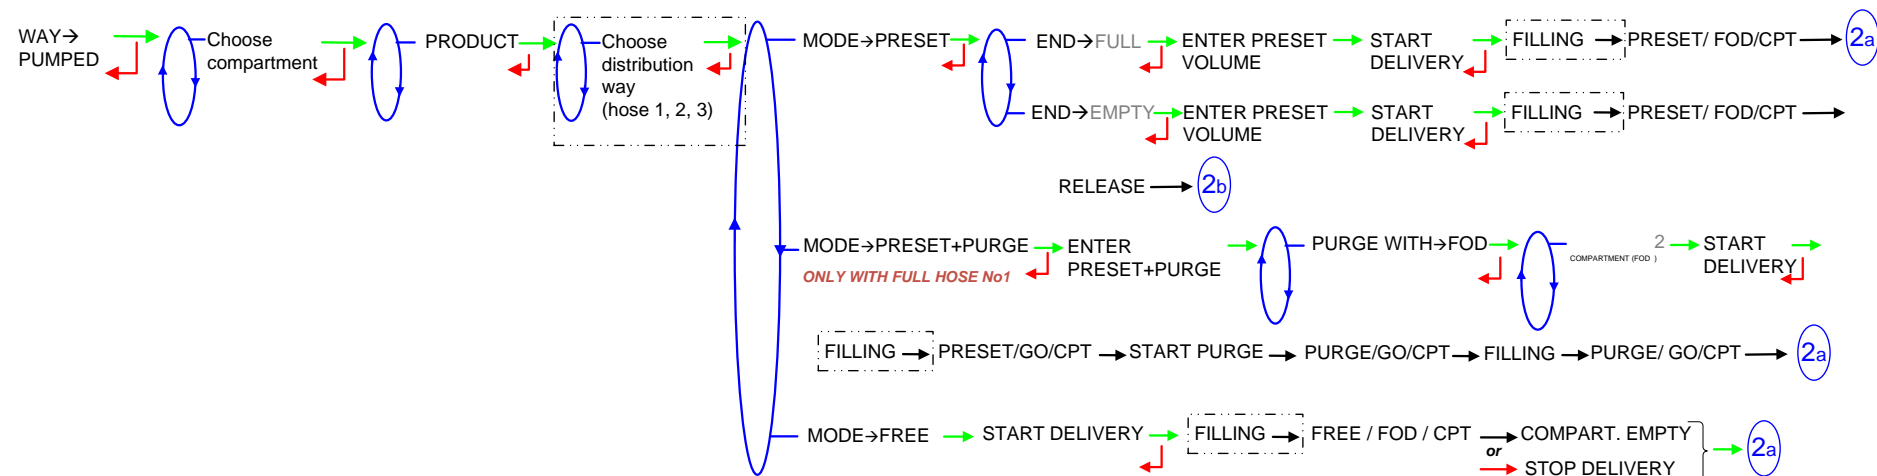 WAY→
PUMPED
Choose
compartment
PRODUCT
Choose
distribution
way
(hose 1, 2, 3)
MODE→PRESET
END→FULL
ENTER PRESET
VOLUME
START
DELIVERY
FILLING
PRESET/ FOD/CPT
2a
END→EMPTY
ENTER PRESET
VOLUME
START
DELIVERY
FILLING
PRESET/ FOD/CPT
RELEASE
2b
MODE→PRESET+PURGE
ONLY WITH FULL HOSE No1
ENTER
PRESET+PURGE
PURGE WITH→FOD
2
COMPARTMENT (FOD )
START
DELIVERY
FILLING
PRESET/GO/CPT
START PURGE
PURGE/GO/CPT
FILLING
PURGE/ GO/CPT
2a
MODE→FREE
START DELIVERY
FILLING
FREE / FOD / CPT
COMPART. EMPTY
or
STOP DELIVERY
2a